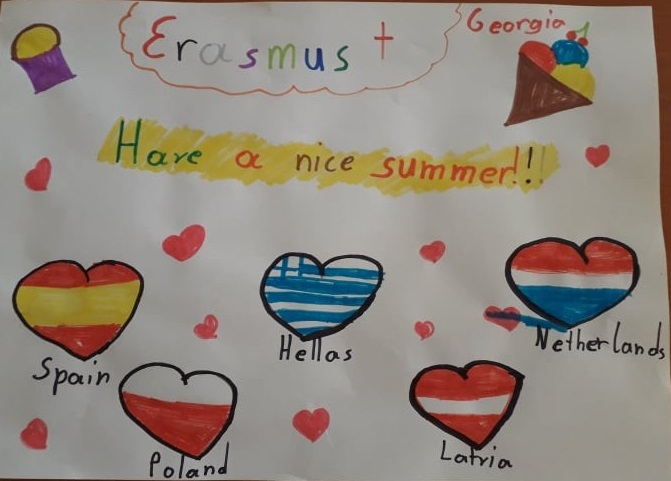 Georgia
Erasmus +
Have a nice summer!!!
Spain
Hellas
Netherlands
Poland
Latvia